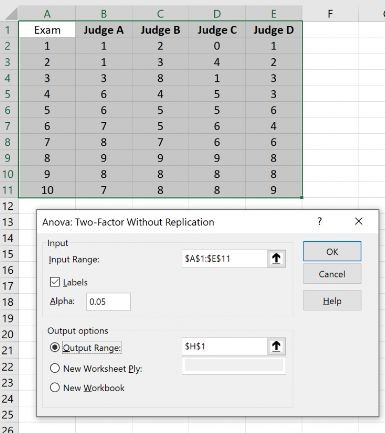 A B C D E F
1 Exam Judge A Judge B Judge C Judge D
2 1 1 2 0 1
3 2 1 3 4 2
4 3 3 8 1 3
5 4 6 4 5 3
6 5 6 5 5 6
7 6 7 5 6 4
8 7 8 7 6 6
9 8 9 9 9 8
10 9 8 8 8 8
11 10 7 8 8 9
12
13 Anova: Two-Factor Without Replication ? ×
14 Input
15 Input Range: $A$1:$E$11 OK
16 Cancel
17 Labels
18 Alpha: 0.05 Help
19
20 Output options
21 Output Range: $H$1
22 New Worksheet Ply:
23 New Workbook
24
25
26